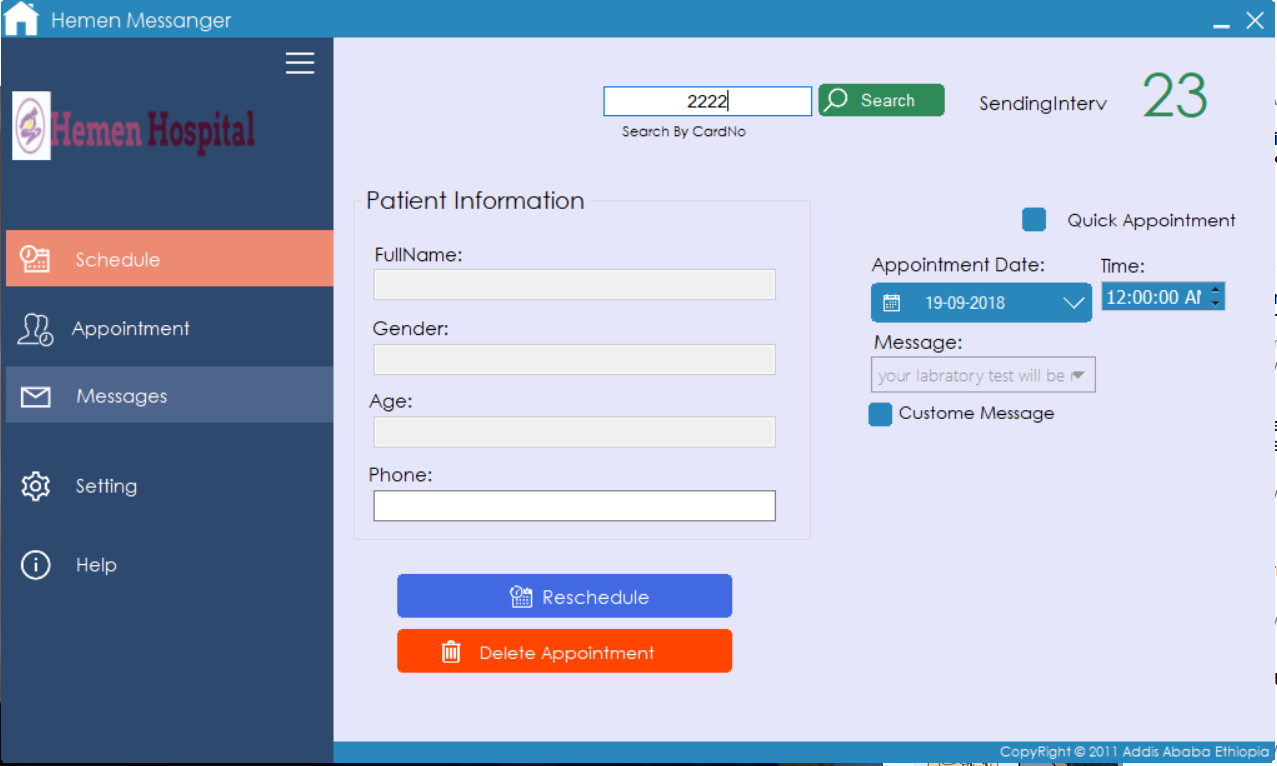 Hemen Messanger
Hemen Hospital
Schedule
Appointment
Messages
Setting
Help
2222
Search
Search By CardNo
SendingInterv
23
Patient Information
FullName:
Gender:
Age:
Phone:
Quick Appointment
Appointment Date:
Time:
19-09-2018
12:00:00 AM
Message:
your labratory test will be
Custome Message
Reschedule
Delete Appointment
CopyRight © 2011 Addis Ababa Ethiopia